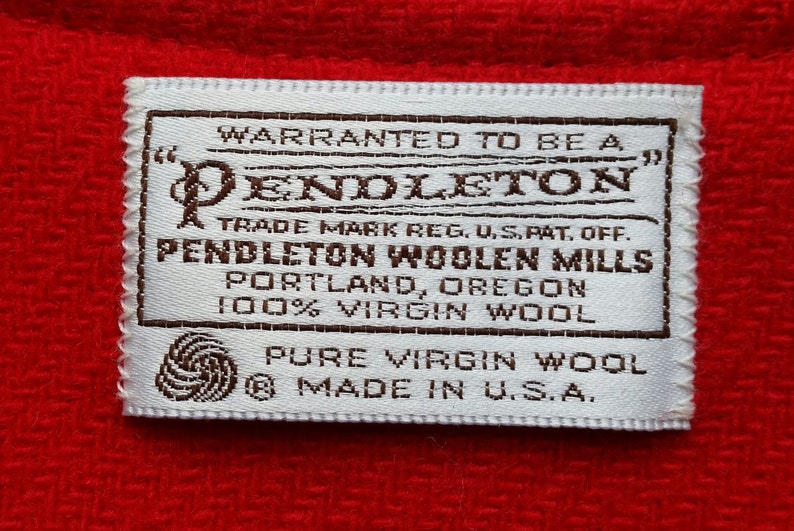 WARRANTED TO BE A
"PENDLETON"
TRADE MARK REG. U.S. PAT. OFF.
PENDLETON WOOLEN MILLS
PORTLAND, OREGON
100% VIRGIN WOOL
PURE VIRGIN WOOL
® MADE IN U.S.A.